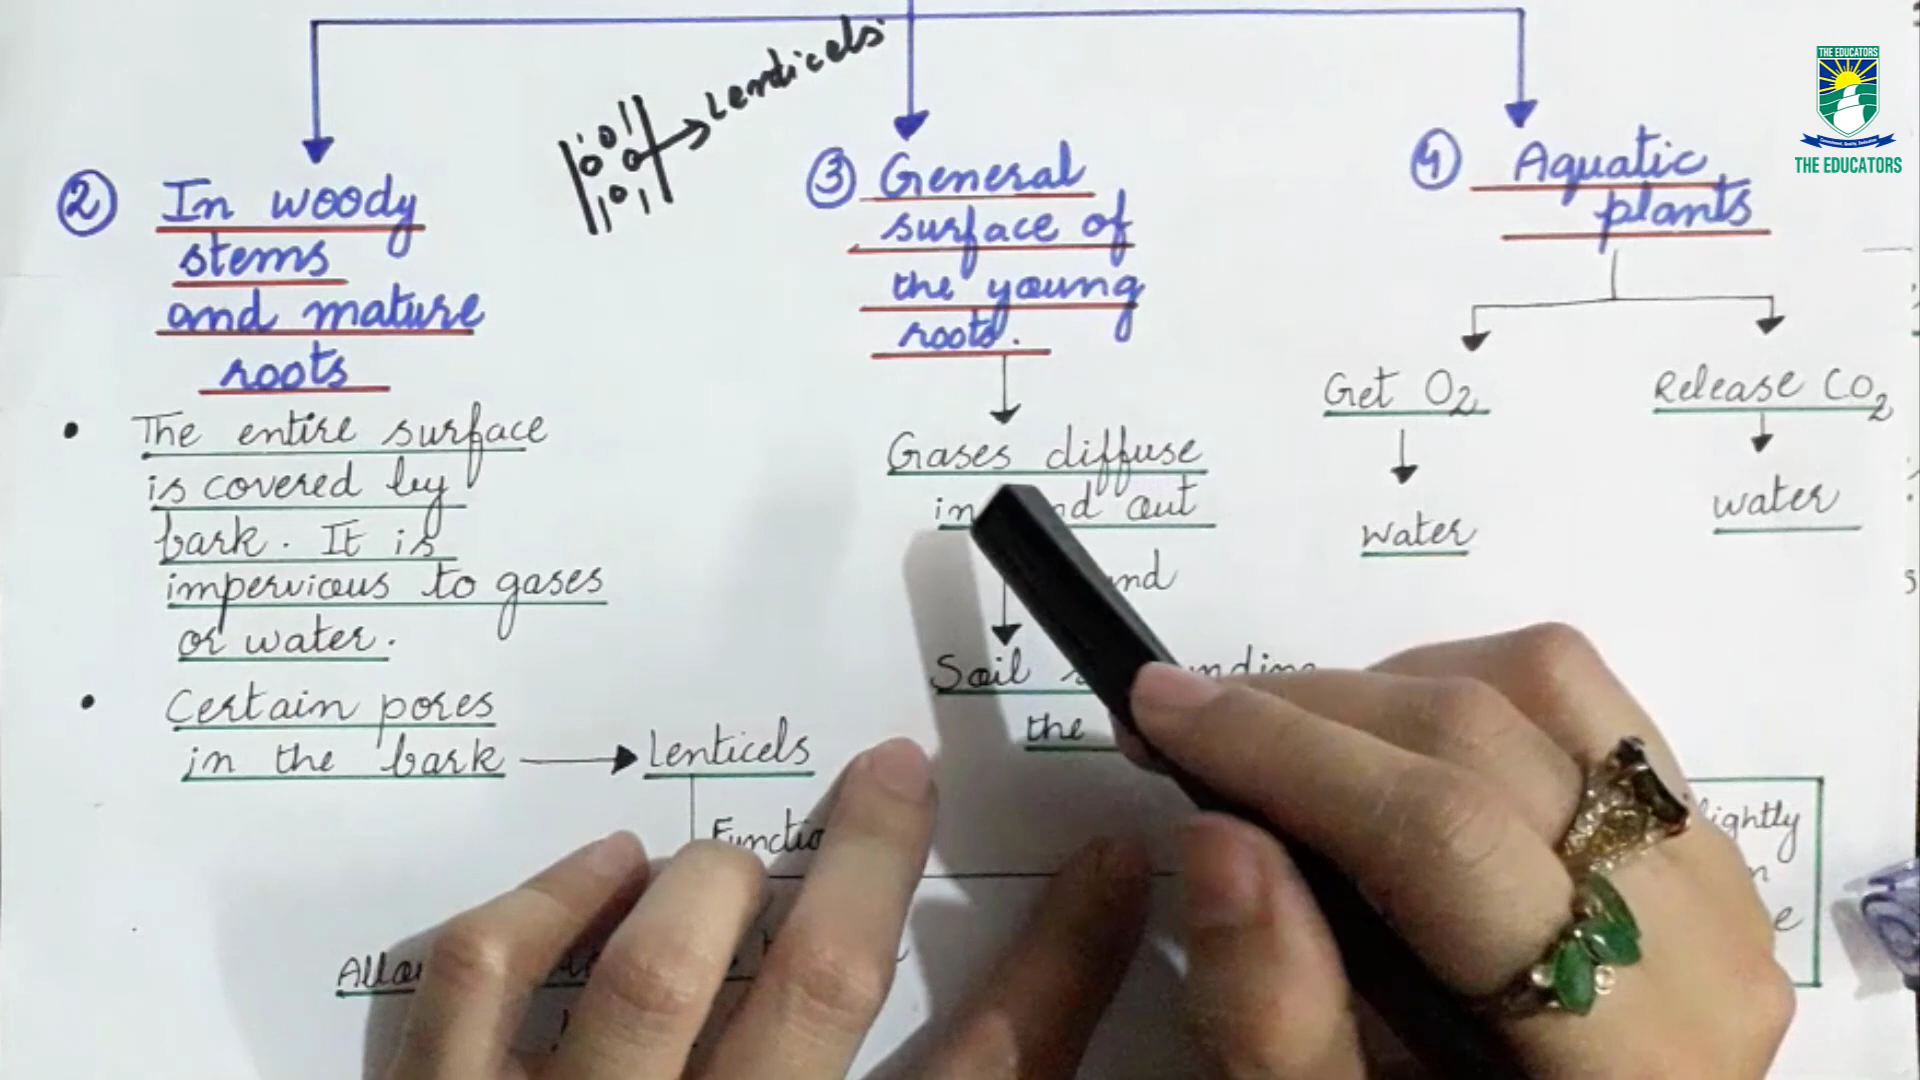 Lenticels
THE EDUCATORS
THE EDUCATORS
② In woody
stems
and mature
roots
③ General
surface of
the young
roots.
④ Aquatic
plants
• The entire surface
is covered by
bark. It is
impervious to gases
or water.
• Certain pores
in the bark → Lenticels
Gases diffuse
in out
Soil
the
Get O2
water
Release CO2
water